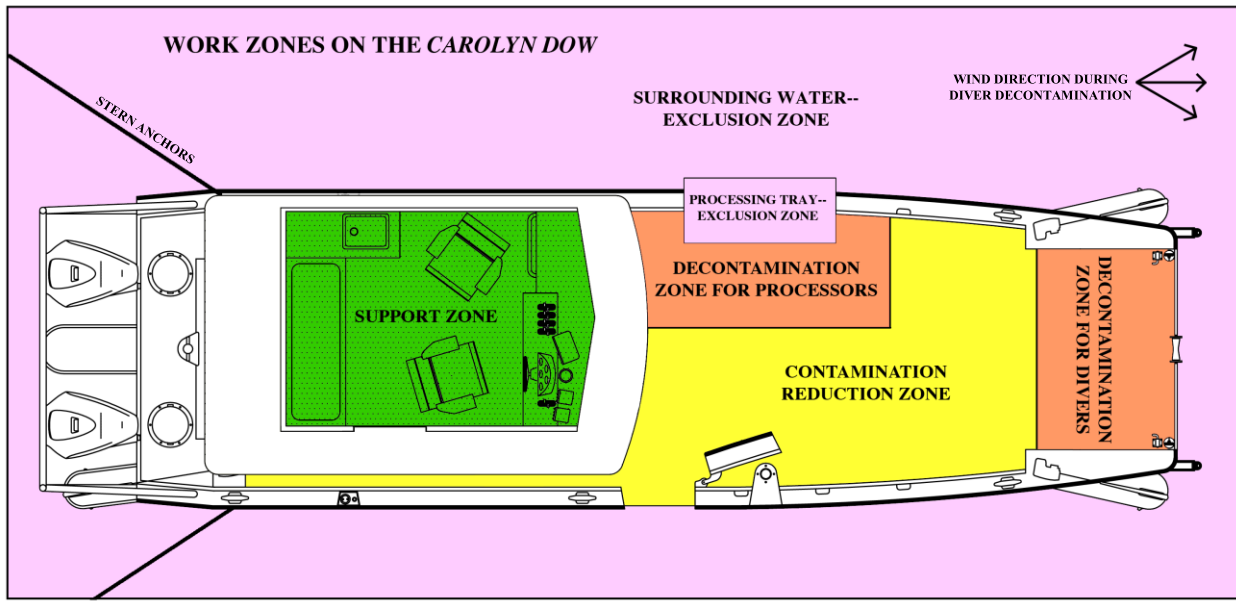 WORK ZONES ON THE CAROLYN DOW
WIND DIRECTION DURING
DIVER DECONTAMINATION
SURROUNDING WATER--
EXCLUSION ZONE
STERN ANCHORS
PROCESSING TRAY--
EXCLUSION ZONE
DECONTAMINATION
ZONE FOR PROCESSORS
SUPPORT ZONE
CONTAMINATION
REDUCTION ZONE
DECONTAMINATION
ZONE FOR DIVERS